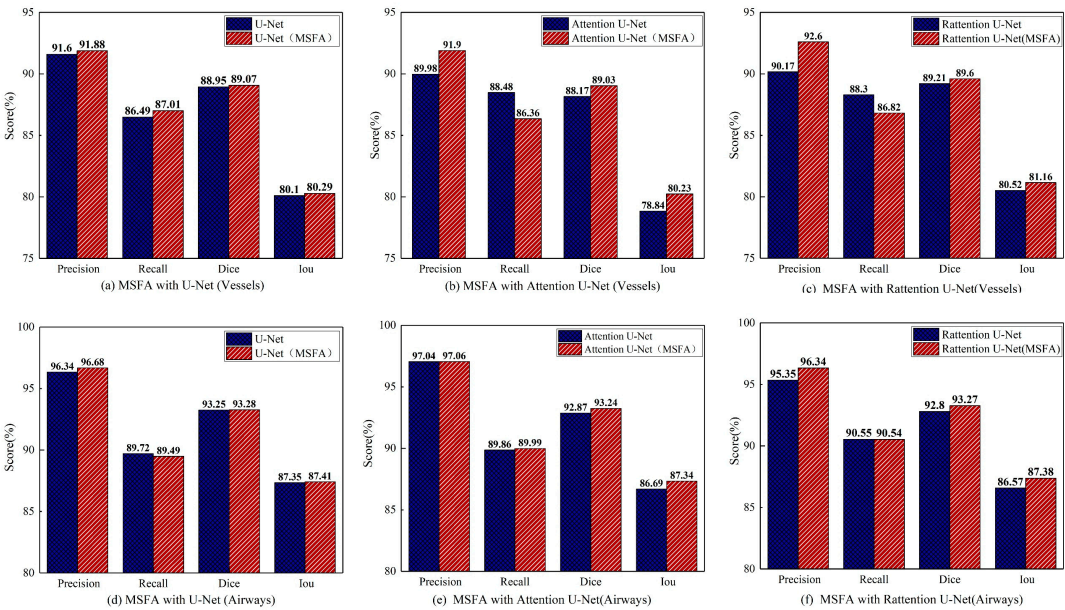 95
90
85
80
75
Score(%)
U-Net
U-Net（MSFA）
91.6
91.88
86.49
87.01
88.95
89.07
80.1
80.29
Precision
Recall
Dice
Iou
(a) MSFA with U-Net (Vessels)
95
90
85
80
75
Score(%)
Attention U-Net
Attention U-Net（MSFA）
89.98
91.9
88.48
86.36
88.17
89.03
78.84
80.23
Precision
Recall
Dice
Iou
(b) MSFA with Attention U-Net (Vessels)
95
90
85
80
75
Score(%)
Rattention U-Net
Rattention U-Net(MSFA)
90.17
92.6
88.3
86.82
89.21
89.6
80.52
81.16
Precision
Recall
Dice
Iou
(c) MSFA with Rattention U-Net(Vessels)
100
95
90
85
80
Score(%)
U-Net
U-Net（MSFA）
96.34
96.68
89.72
89.49
93.25
93.28
87.35
87.41
Precision
Recall
Dice
Iou
(d) MSFA with U-Net (Airways)
100
95
90
85
80
Score(%)
Attention U-Net
Attention U-Net（MSFA）
97.04
97.06
89.86
89.99
92.87
93.24
86.69
87.34
Precision
Recall
Dice
Iou
(e) MSFA with Attention U-Net(Airways)
100
95
90
85
80
Score(%)
Rattention U-Net
Rattention U-Net(MSFA)
95.35
96.34
90.55
90.54
92.8
93.27
86.57
87.38
Precision
Recall
Dice
Iou
(f) MSFA with Rattention U-Net(Airways)